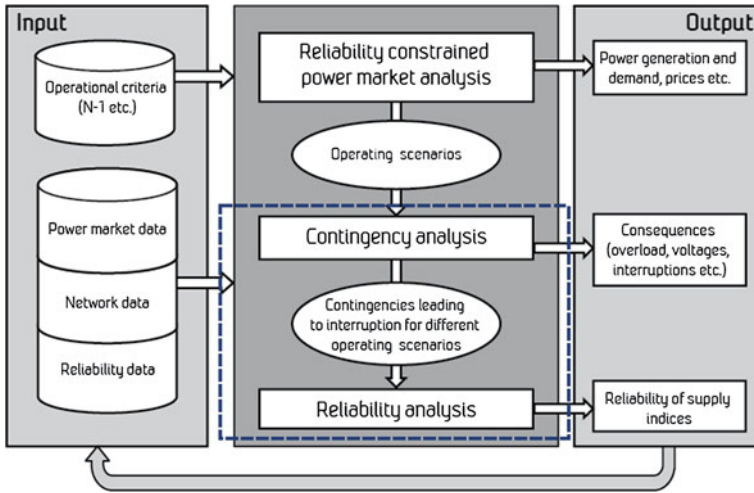 Input
Operational criteria
(N-1 etc.)
Power market data
Network data
Reliability data
Reliability constrained
power market analysis
Operating scenarios
Contingency analysis
Contingencies leading
to interruption for different
operating scenarios
Reliability analysis
Output
Power generation and
demand, prices etc.
Consequences
(overload, voltages,
interruptions etc.)
Reliability of supply
indices